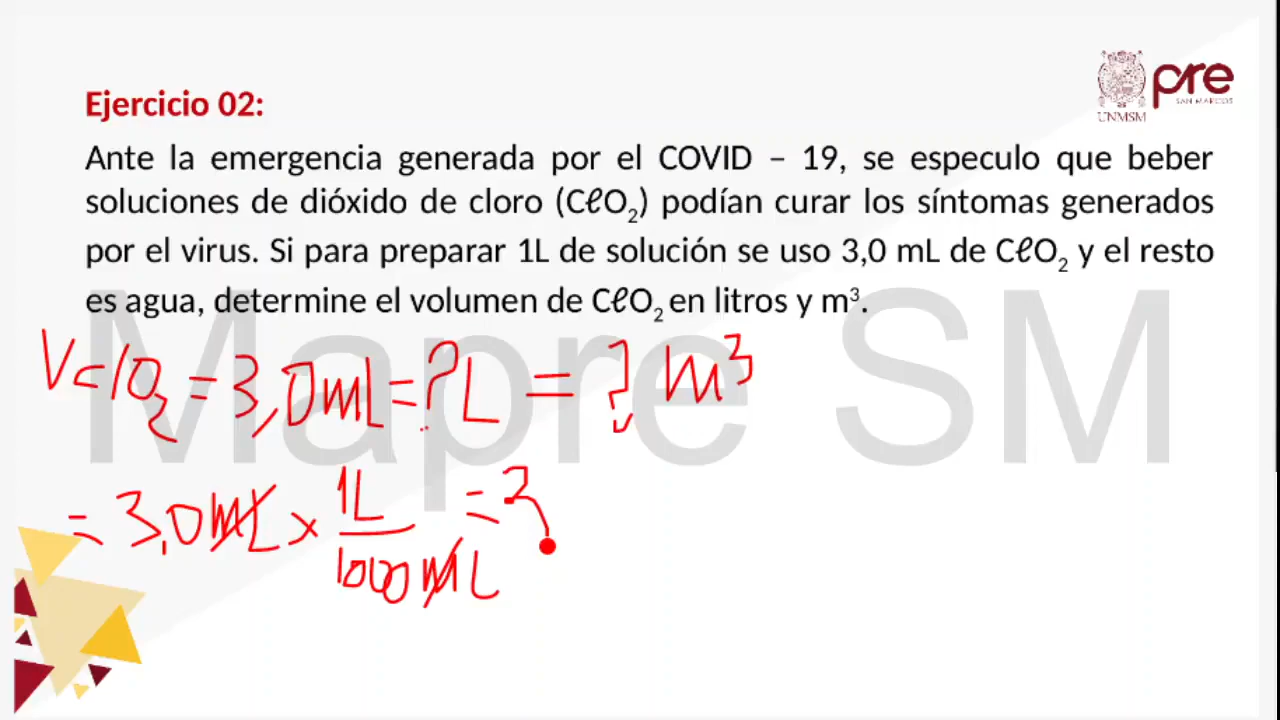 pre
SAN MARCOS
UNMSM
Ejercicio 02:
Ante la emergencia generada por el COVID – 19, se especulo que beber
soluciones de dióxido de cloro (CℓO₂) podían curar los síntomas generados
por el virus. Si para preparar 1L de solución se uso 3,0 mL de CℓO₂ y el resto
es agua, determine el volumen de CℓO₂ en litros y m³.
Mapre SM
VClO₂ = 3,0ml = ?L = ? m³
= 3,0mL × 1L = 3
1000mL